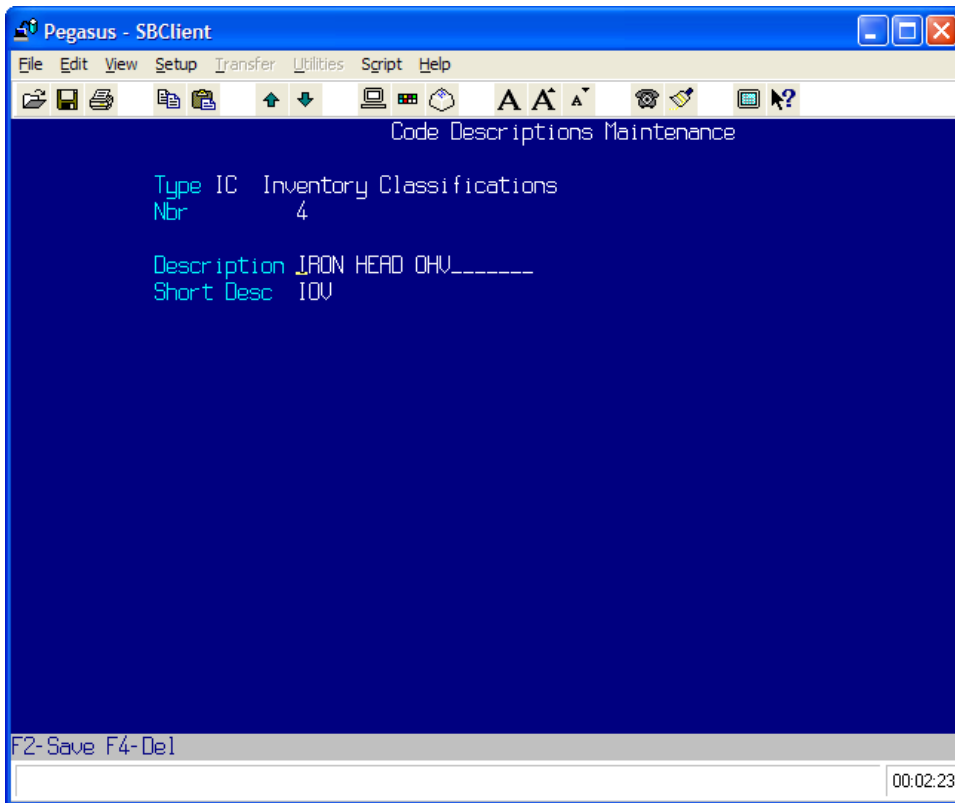 Pegasus - SBClient
File Edit View Setup Transfer Utilities Script Help
A A A ?
Code Descriptions Maintenance
Type IC Inventory Classifications
Nbr 4
Description IRON HEAD OHV_______
Short Desc IOV
F2-Save F4-Del
00:02:23